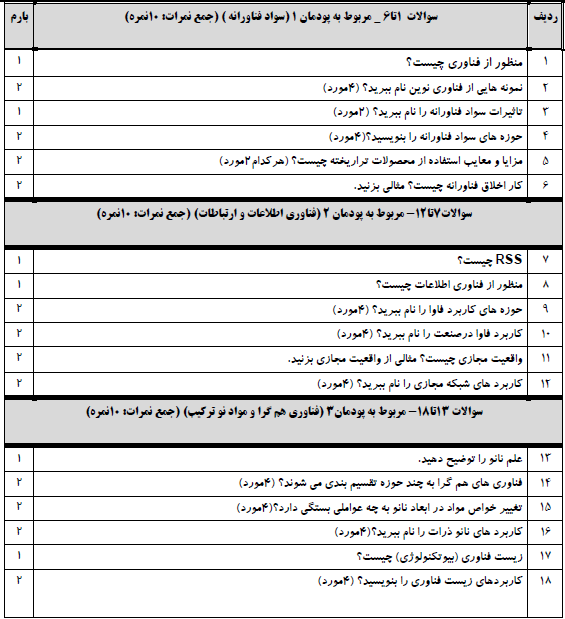 ردیف سوالات 1تا6 _ مربوط به پودمان 1 (سواد فناورانه ) (جمع نمرات: 10نمره) بارم
۱ منظور از فناوری چیست؟ ۱
۲ نمونه هایی از فناوری نوین نام ببرید؟ (۴مورد) ۲
۳ تاثیرات سواد فناورانه را نام ببرید؟ (۲مورد) ۱
۴ حوزه های سواد فناورانه را بنویسید؟(۴مورد) ۲
۵ مزایا و معایب استفاده از محصولات تراریخته چیست؟ (هرکدام۲مورد) ۲
۶ کار اخلاق فناورانه چیست؟ مثالی بزنید. ۲
سوالات۷تا۱۲– مربوط به پودمان ۲ (فناوری اطلاعات و ارتباطات) (جمع نمرات: ۱۰نمره)
۷ RSS چیست؟ ۱
۸ منظور از فناوری اطلاعات چیست؟ ۱
۹ حوزه های کاربرد فاوا را نام ببرید؟ (۴مورد) ۲
۱۰ کاربرد فاوا درصنعت را نام ببرید؟ (۴مورد) ۲
۱۱ واقعیت مجازی چیست؟ مثالی از واقعیت مجازی بزنید. ۲
۱۲ کاربرد های شبکه مجازی را نام ببرید؟ (۴مورد) ۲
سوالات ۱۳تا۱۸– مربوط به پودمان۳ (فناوری هم گرا و مواد نو ترکیب) (جمع نمرات: ۱۰نمره)
۱۳ علم نانو را توضیح دهید. ۱
۱۴ فناوری های هم گرا به چند حوزه تقسیم بندی می شوند؟ (۴مورد) ۲
۱۵ تغییر خواص مواد در ابعاد نانو به چه عواملی بستگی دارد؟(۴مورد) ۲
۱۶ کاربرد های نانو ذرات را نام ببرید؟(۴مورد) ۲
۱۷ زیست فناوری (بیوتکنولوژی) چیست؟ ۱
۱۸ کاربردهای زیست فناوری را بنویسید؟ (۴مورد) ۲